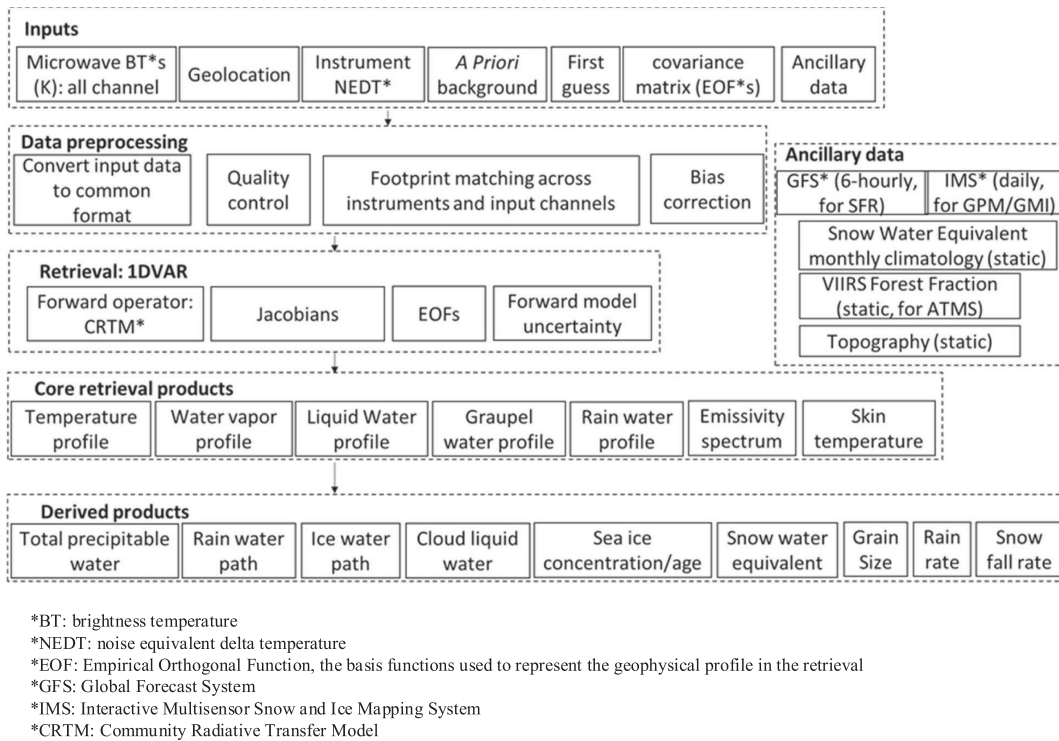 Inputs
Microwave BT*s
(K): all channel
Geolocation
Instrument
NEDT*
A Priori
background
First
guess
covariance
matrix (EOF*s)
Ancillary
data
Data preprocessing
Convert input data
to common
format
Quality
control
Footprint matching across
instruments and input channels
Bias
correction
Ancillary data
GFS* (6-hourly,
for SFR)
IMS* (daily,
for GPM/GMI)
Snow Water Equivalent
monthly climatology (static)
VIIRS Forest Fraction
(static, for ATMS)
Topography (static)
Retrieval: 1DVAR
Forward operator:
CRTM*
Jacobians
EOFs
Forward model
uncertainty
Core retrieval products
Temperature
profile
Water vapor
profile
Liquid Water
profile
Graupel
water profile
Rain water
profile
Emissivity
spectrum
Skin
temperature
Derived products
Total precipitable
water
Rain water
path
Ice water
path
Cloud liquid
water
Sea ice
concentration/age
Snow water
equivalent
Grain
Size
Rain
rate
Snow
fall rate
*BT: brightness temperature
*NEDT: noise equivalent delta temperature
*EOF: Empirical Orthogonal Function, the basis functions used to represent the geophysical profile in the retrieval
*GFS: Global Forecast System
*IMS: Interactive Multisensor Snow and Ice Mapping System
*CRTM: Community Radiative Transfer Model